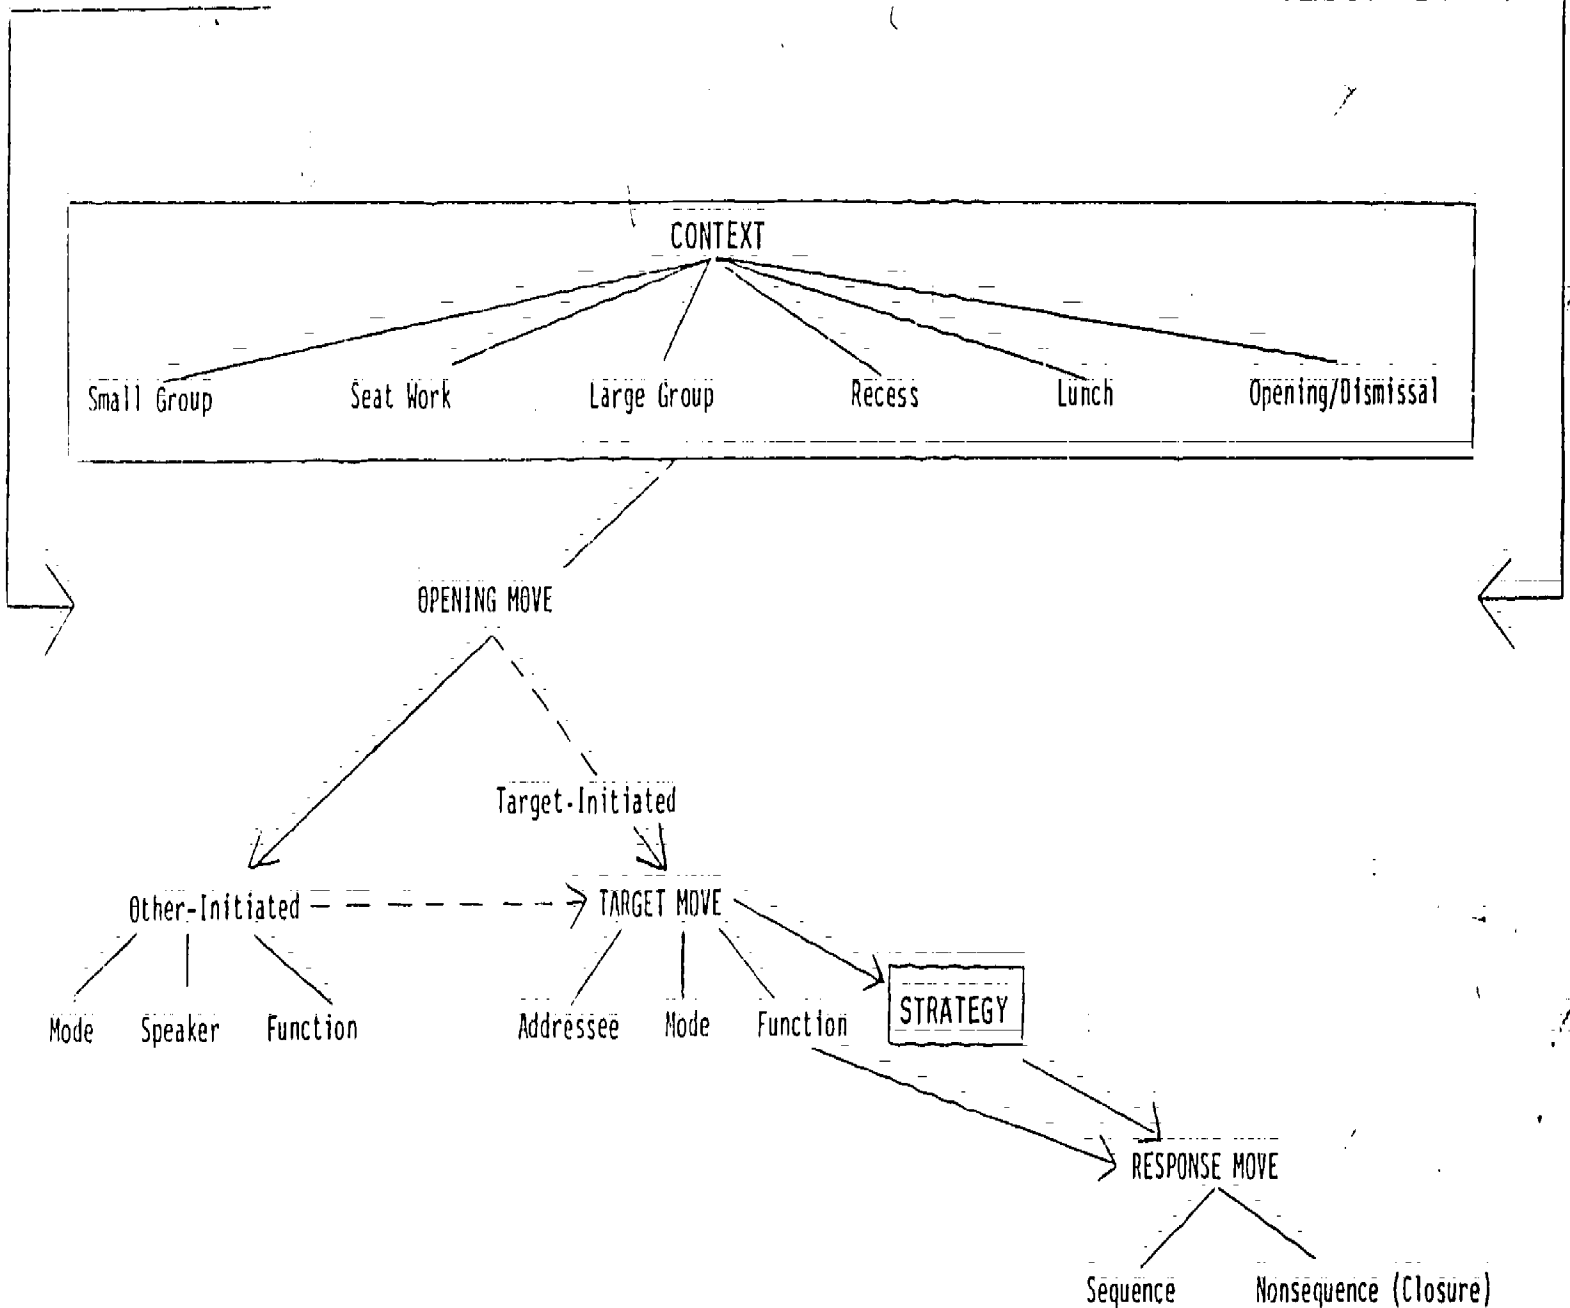 CONTEXT
Small Group Seat Work Large Group Recess Lunch Opening/Dismissal
OPENING MOVE
Target-Initiated
Other-Initiated TARGET MOVE
STRATEGY
Mode Speaker Function Addressee Mode Function
RESPONSE MOVE
Sequence Nonsequence (Closure)